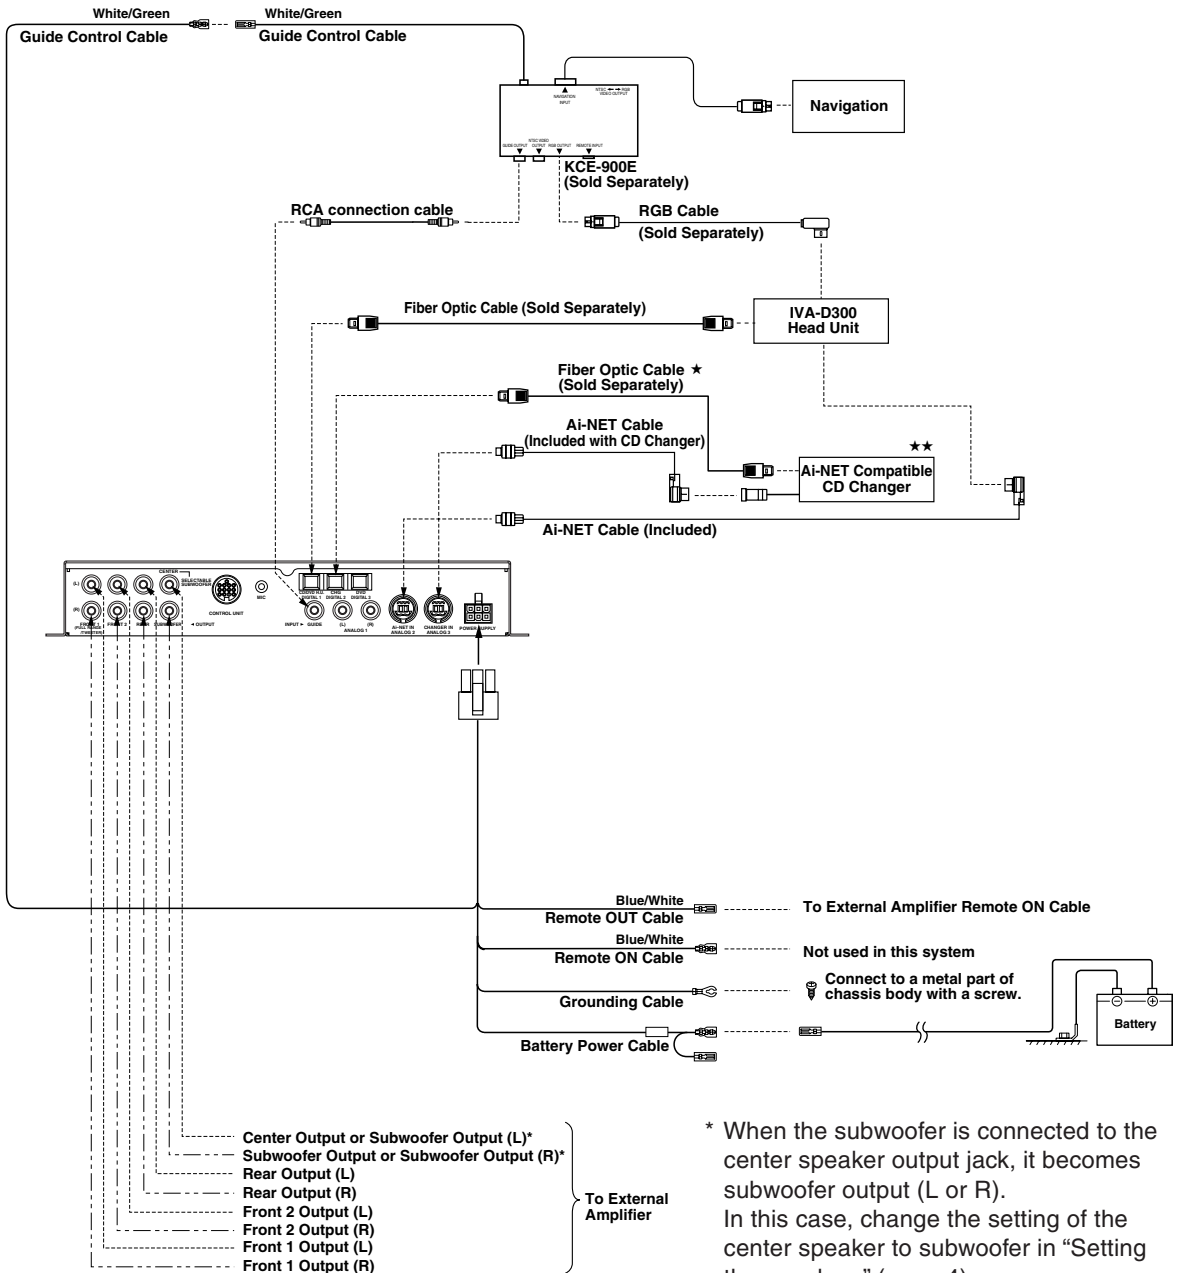 White/Green
Guide Control Cable
White/Green
Guide Control Cable
NAVIGATION
INPUT
NTSC
RGB
VIDEO OUTPUT
Navigation
NTSC VIDEO
GUIDE OUTPUT OUTPUT RGB OUTPUT REMOTE INPUT
KCE-900E
(Sold Separately)
RCA connection cable
RGB Cable
(Sold Separately)
Fiber Optic Cable (Sold Separately)
IVA-D300
Head Unit
Fiber Optic Cable ★
(Sold Separately)
Ai-NET Cable
(Included with CD Changer)
★★
Ai-NET Compatible
CD Changer
Ai-NET Cable (Included)
CENTER
SELECTABLE
SUBWOOFER
(L)
(R)
CONTROL UNIT
MIC
DIGITAL 1
CHG
DIGITAL 2
DVD
DIGITAL 3
OUTPUT
INPUT ► GUIDE
(L)
(R)
ANALOG 1
Ai-NET IN
ANALOG 2
CHANGER IN
ANALOG 3
POWER SUPPLY
Blue/White
Remote OUT Cable
To External Amplifier Remote ON Cable
Blue/White
Remote ON Cable
Not used in this system
Grounding Cable
Connect to a metal part of
chassis body with a screw.
Battery Power Cable
Battery
Center Output or Subwoofer Output (L)*
Subwoofer Output or Subwoofer Output (R)*
Rear Output (L)
Rear Output (R)
Front 2 Output (L)
Front 2 Output (R)
Front 1 Output (L)
Front 1 Output (R)
To External
Amplifier
* When the subwoofer is connected to the
center speaker output jack, it becomes
subwoofer output (L or R).
In this case, change the setting of the
center speaker to subwoofer in “Setting